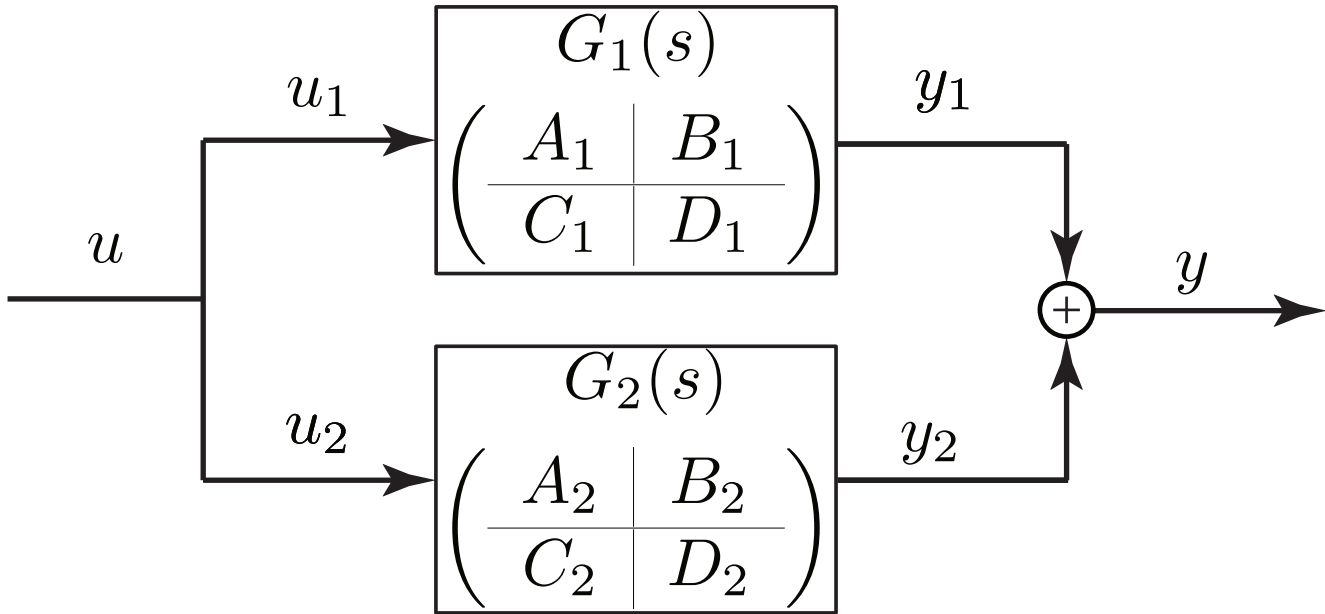 G₁(s)
u₁
y₁
A₁ B₁
C₁ D₁
u
y
+
G₂(s)
u₂
y₂
A₂ B₂
C₂ D₂